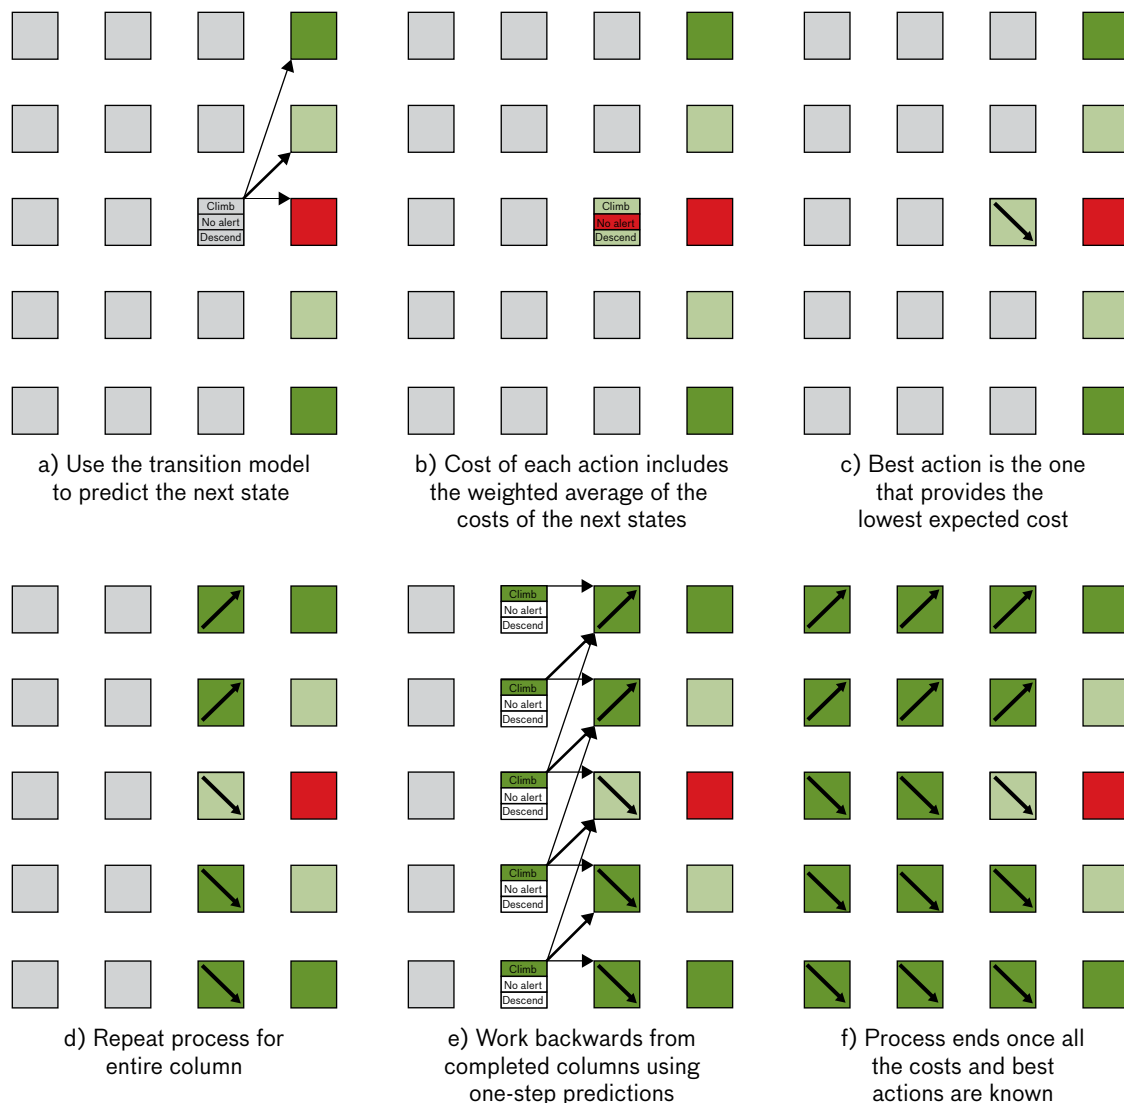 Climb
No alert
Descend
Climb
No alert
Descend
a) Use the transition model
to predict the next state
b) Cost of each action includes
the weighted average of the
costs of the next states
c) Best action is the one
that provides the
lowest expected cost
Climb
No alert
Descend
Climb
No alert
Descend
Climb
No alert
Descend
Climb
No alert
Descend
Climb
No alert
Descend
d) Repeat process for
entire column
e) Work backwards from
completed columns using
one-step predictions
f) Process ends once all
the costs and best
actions are known